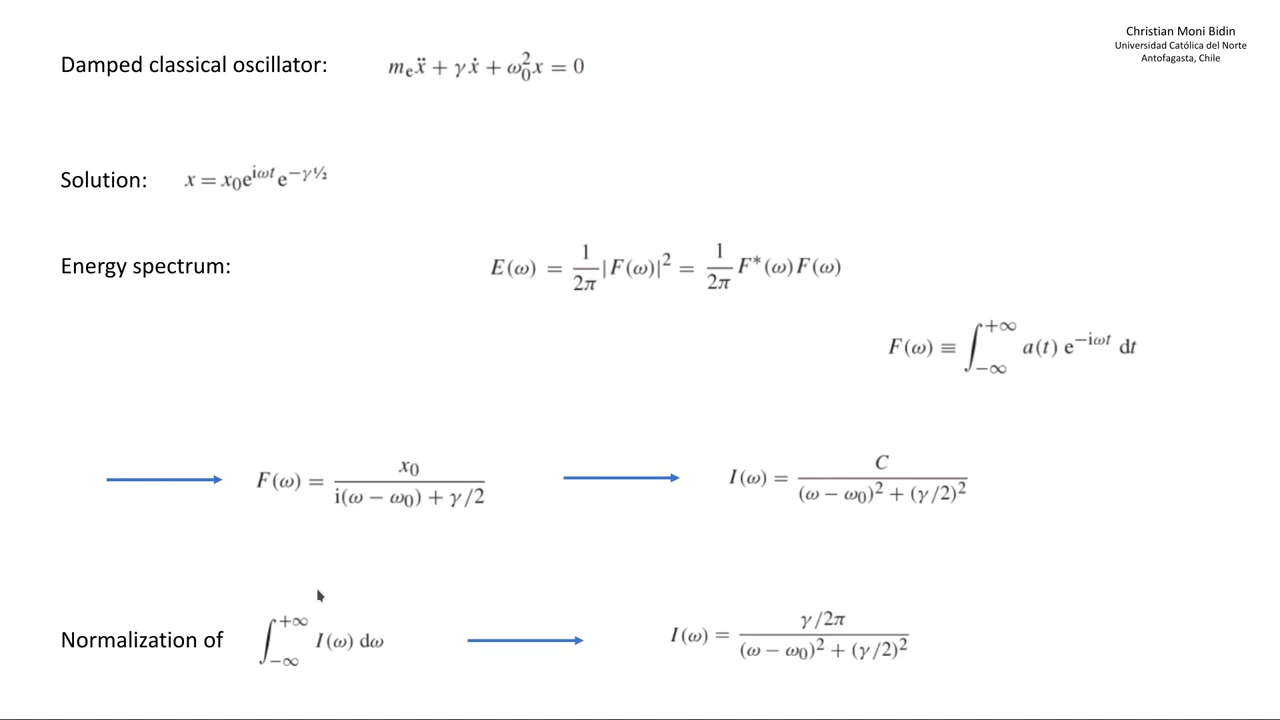 Christian Moni Bidin
Universidad Católica del Norte
Antofagasta, Chile
Damped classical oscillator: mₑẍ + γẋ + ω₀²x = 0
Solution: x = x₀e^{iωt}e^{−γ½}
Energy spectrum: E(ω) = 1/2π |F(ω)|² = 1/2π F*(ω)F(ω)
F(ω) ≡ ∫_{−∞}^{+∞} a(t) e^{−iωt} dt
F(ω) = x₀ / (i(ω − ω₀) + γ/2) I(ω) = C / ((ω − ω₀)² + (γ/2)²)
Normalization of ∫_{−∞}^{+∞} I(ω) dω I(ω) = γ/2π / ((ω − ω₀)² + (γ/2)²)